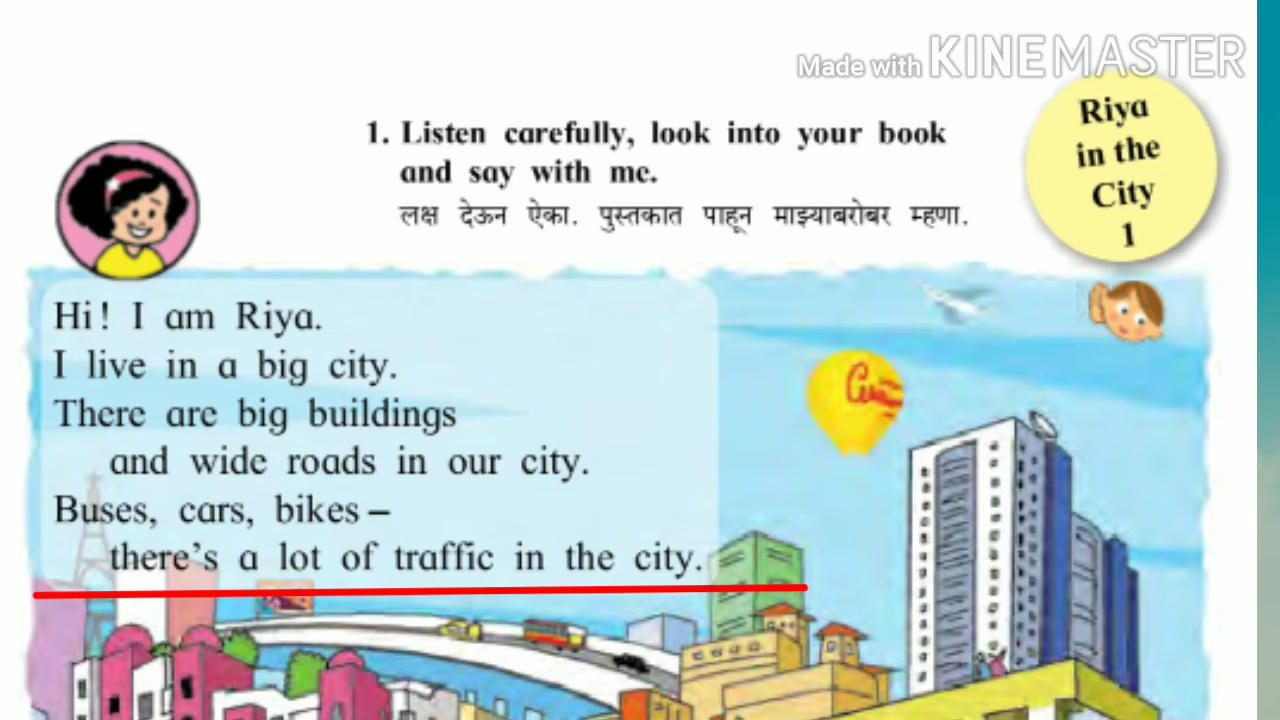 Made with KINEMASTER
Riya
in the
City
1
1. Listen carefully, look into your book
and say with me.
लक्ष देऊन ऐका. पुस्तकात पाहून माझ्याबरोबर म्हणा.
Hi! I am Riya.
I live in a big city.
There are big buildings
and wide roads in our city.
Buses, cars, bikes –
there's a lot of traffic in the city.